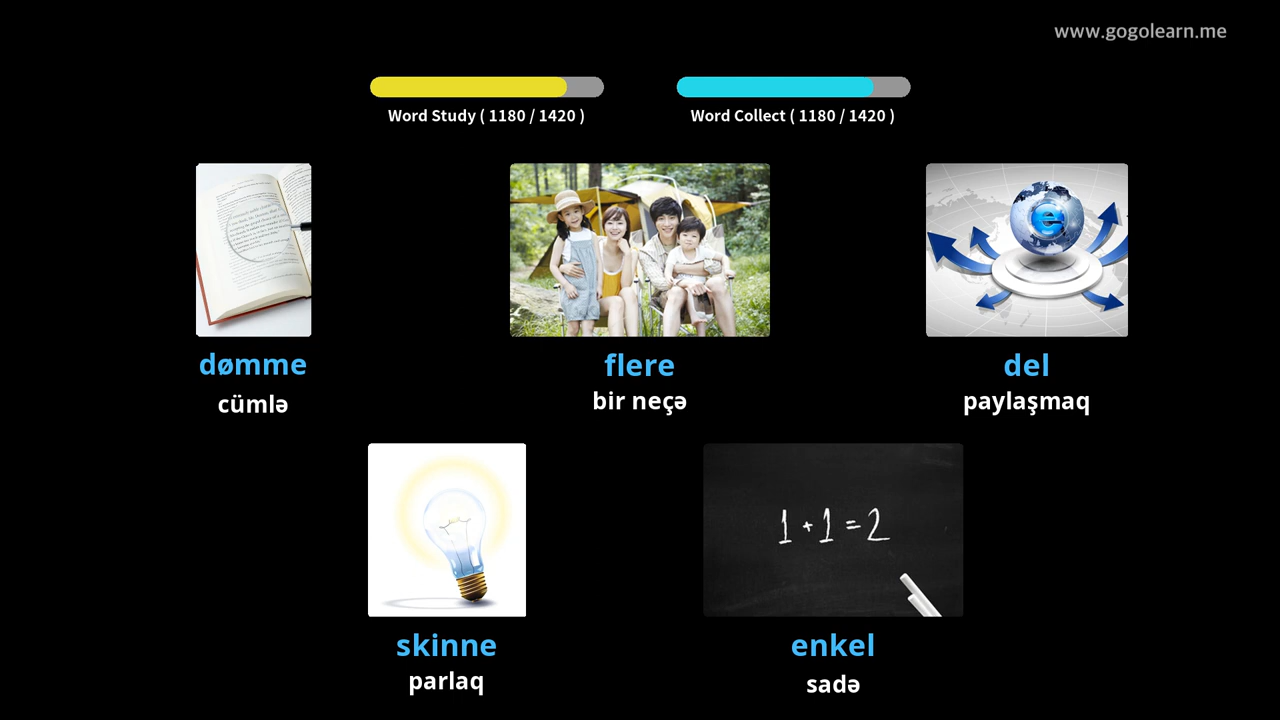 www.gogolearn.me
Word Study ( 1180 / 1420 )
Word Collect ( 1180 / 1420 )
dømme
cümlə
flere
bir neçə
del
paylaşmaq
1 + 1 = 2
skinne
parlaq
enkel
sadə